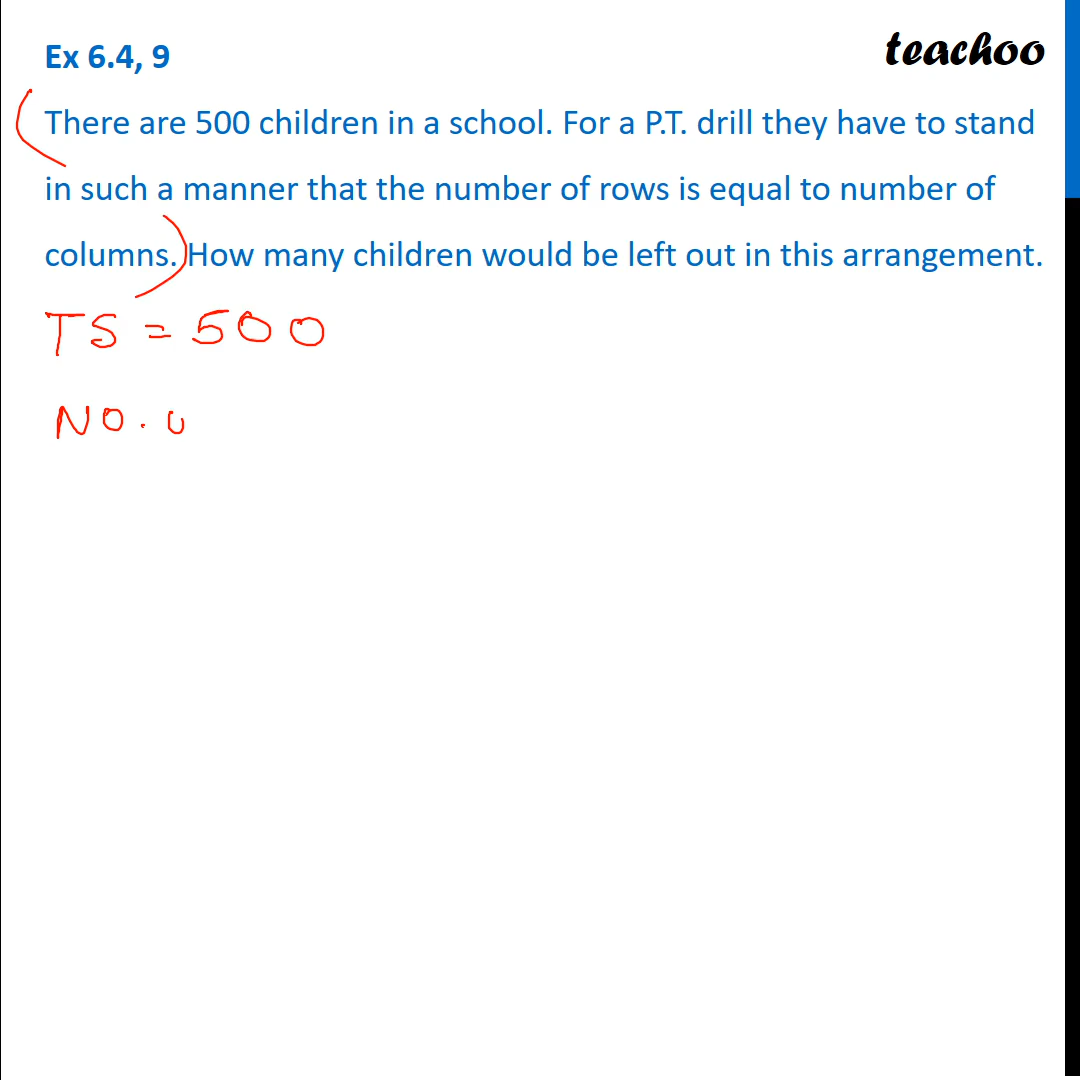 Ex 6.4, 9
teachoo
There are 500 children in a school. For a P.T. drill they have to stand
in such a manner that the number of rows is equal to number of
columns. How many children would be left out in this arrangement.
TS = 500
NO. 0